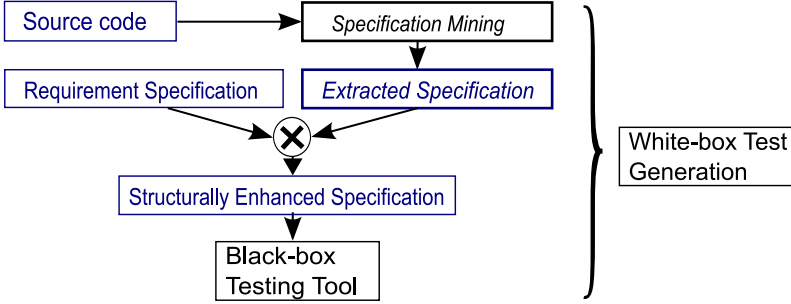 Source code
Specification Mining
Requirement Specification
Extracted Specification
White-box Test
Generation
Structurally Enhanced Specification
Black-box
Testing Tool